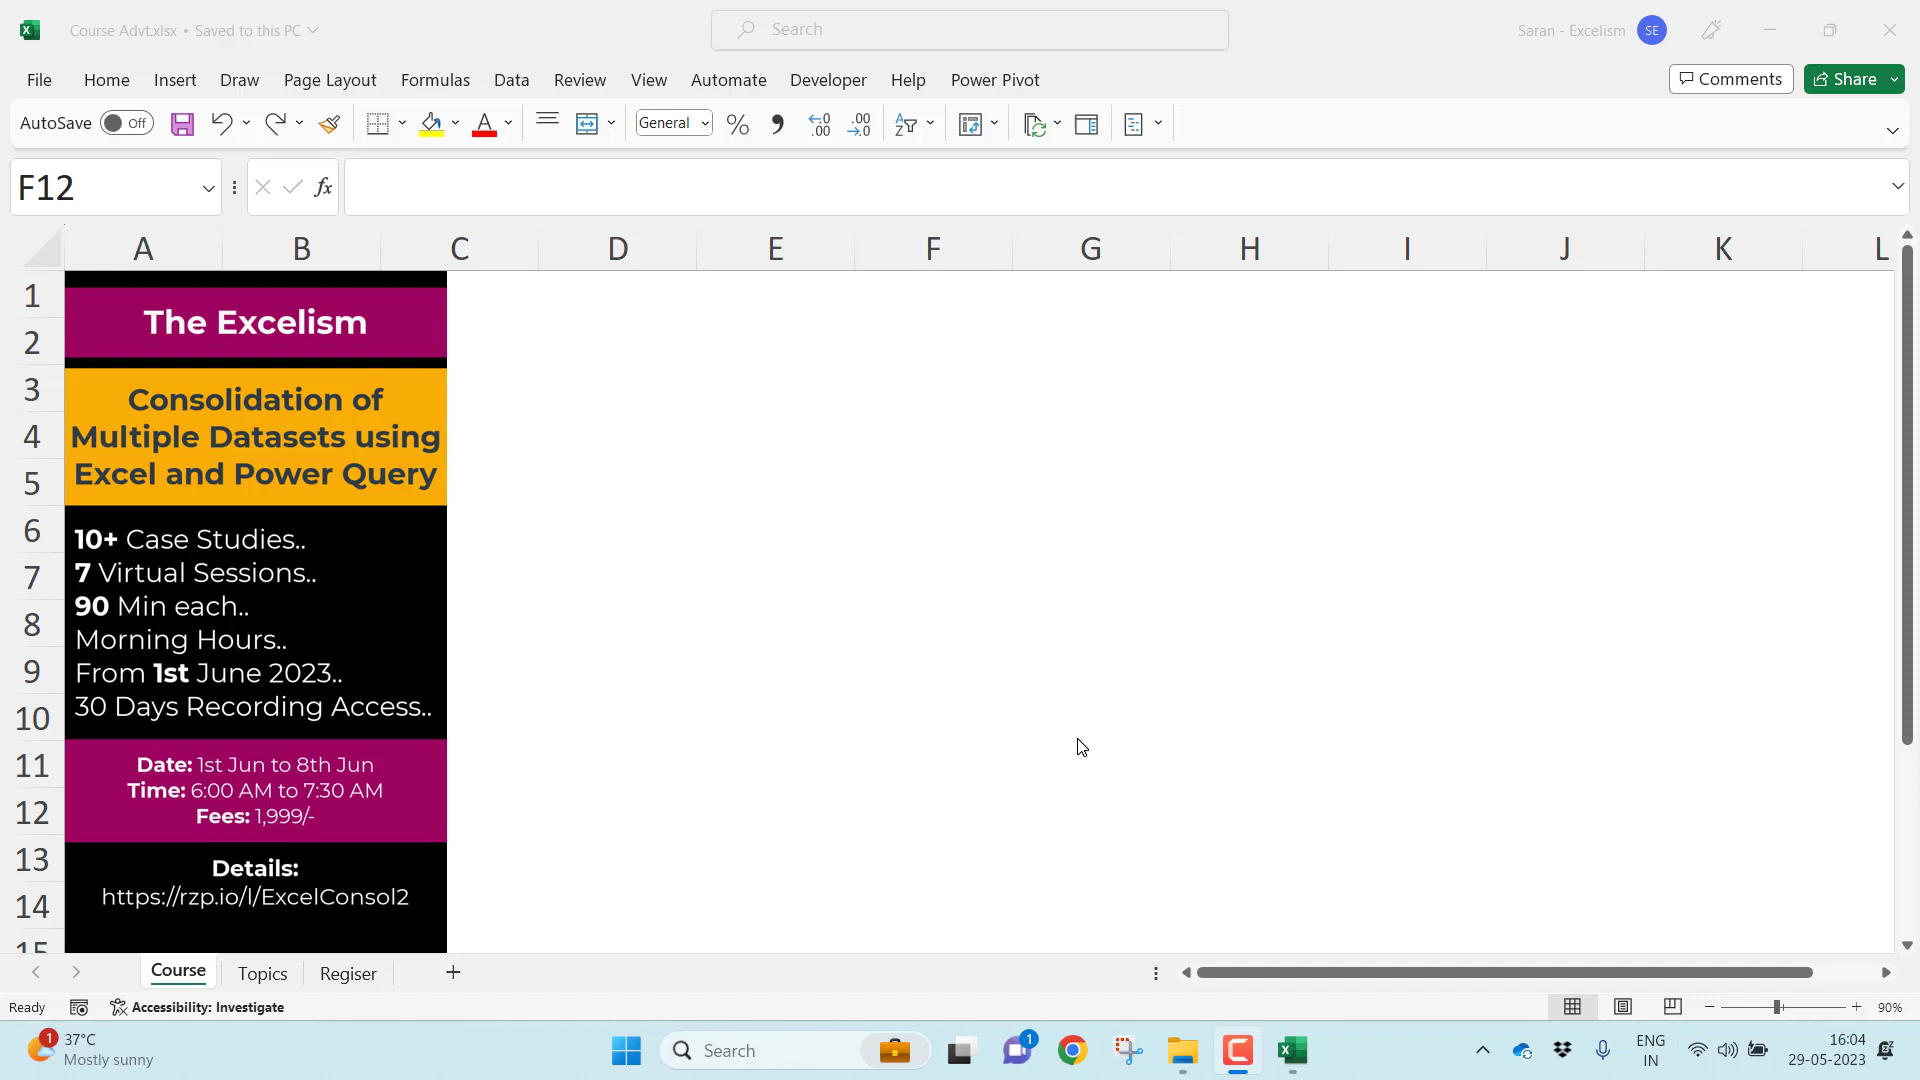 Course Advt.xlsx • Saved to this PC
Search
Saran - Excelism
SE
File Home Insert Draw Page Layout Formulas Data Review View Automate Developer Help Power Pivot
Comments
Share
AutoSave Off
General
F12
fx
A B C D E F G H I J K L
1
2
3
4
5
6
7
8
9
10
11
12
13
14
15
The Excelism
Consolidation of
Multiple Datasets using
Excel and Power Query
10+ Case Studies..
7 Virtual Sessions..
90 Min each..
Morning Hours..
From 1st June 2023..
30 Days Recording Access..
Date: 1st Jun to 8th Jun
Time: 6:00 AM to 7:30 AM
Fees: 1,999/-
Details:
https://rzp.io/l/ExcelConsol2
Course Topics Regiser
Ready
Accessibility: Investigate
90%
1
37°C
Mostly sunny
Search
1
ENG
IN
16:04
29-05-2023